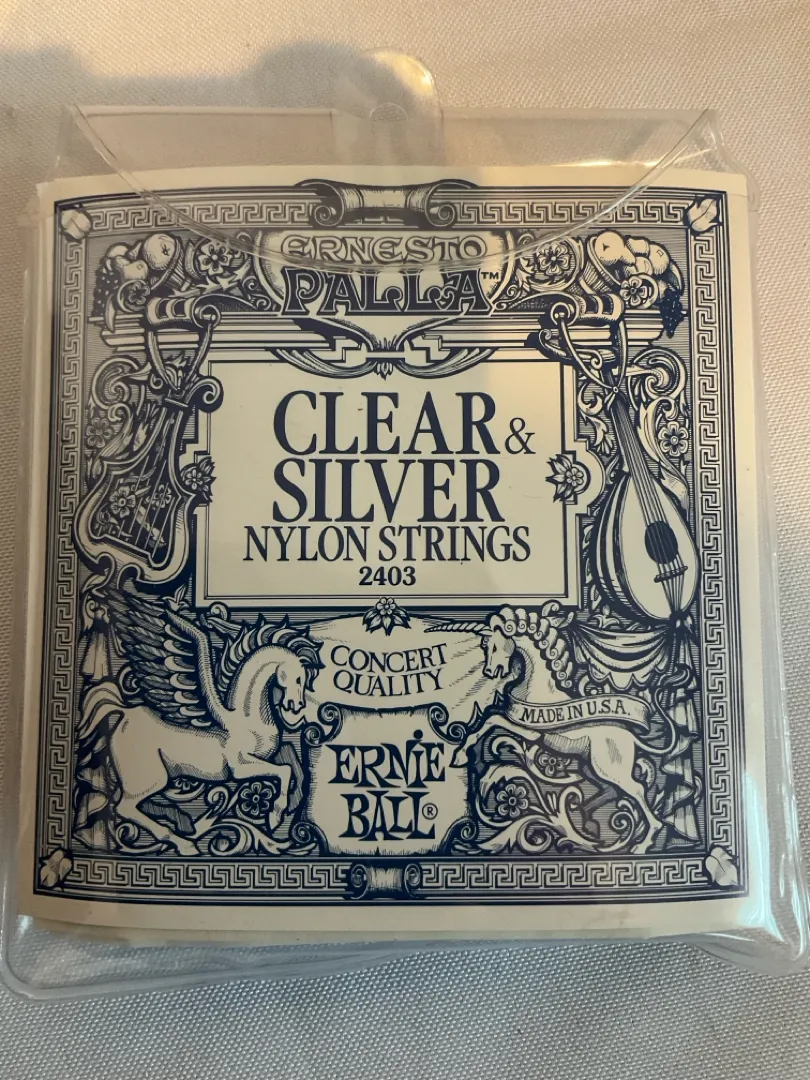 ERNESTO
PALLA™
CLEAR &
SILVER
NYLON STRINGS
2403
CONCERT
QUALITY
MADE IN U.S.A.
ERNIE
BALL®